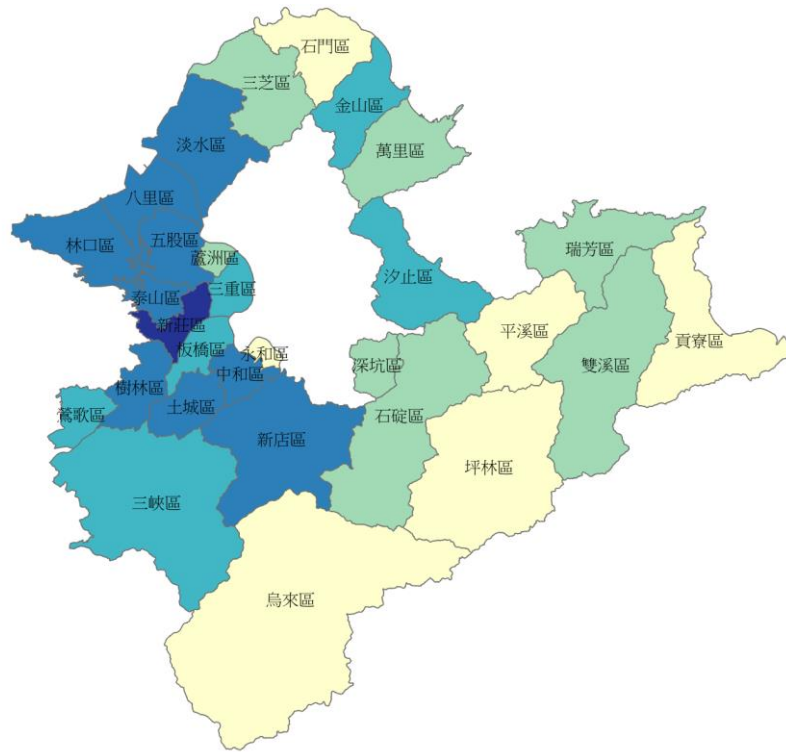 石門區
三芝區
金山區
淡水區
萬里區
八里區
林口區
五股區
瑞芳區
蘆洲區
汐止區
三重區
泰山區
新莊區
平溪區
貢寮區
板橋區
永和區
深坑區
雙溪區
中和區
樹林區
土城區
石碇區
鶯歌區
新店區
坪林區
三峽區
烏來區